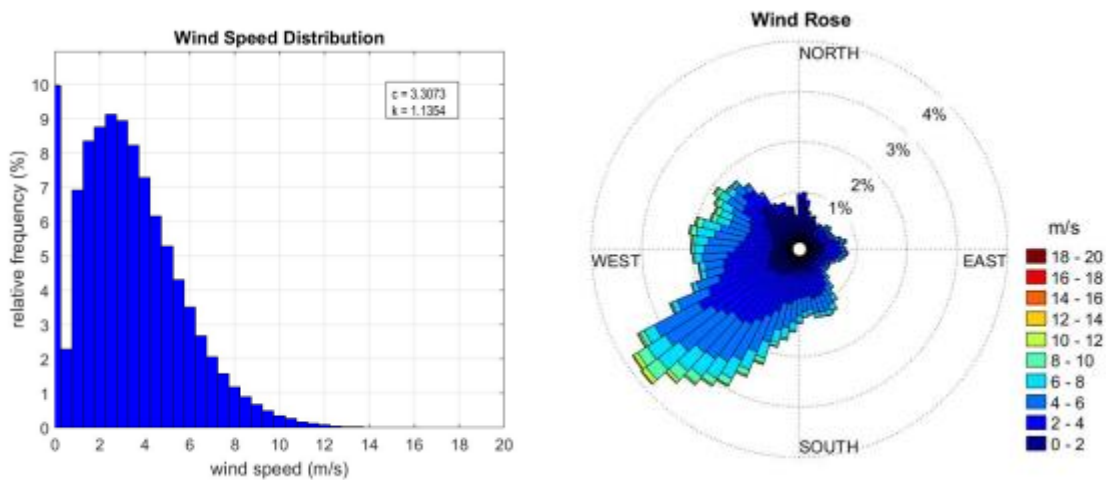 Wind Speed Distribution
10
9
8
7
6
5
4
3
2
1
0
relative frequency (%)
c = 3.3073
k = 1.1354
0 2 4 6 8 10 12 14 16 18 20
wind speed (m/s)
Wind Rose
NORTH
4%
3%
2%
1%
WEST
EAST
SOUTH
m/s
18 - 20
16 - 18
14 - 16
12 - 14
10 - 12
8 - 10
6 - 8
4 - 6
2 - 4
0 - 2